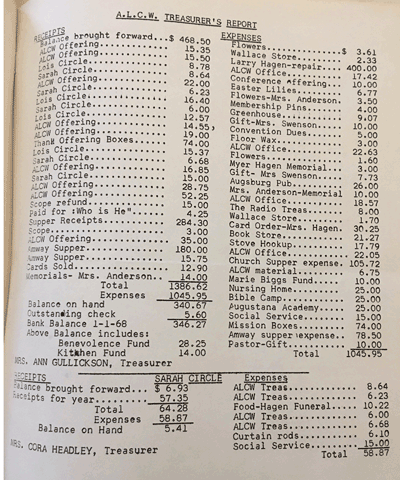 A.L.C.W. TREASURER'S REPORT
RECEIPTS
Balance brought forward...$ 468.50
ALCW Offering............ 15.35
ALCW Offering............ 15.50
Lois Circle.............. 8.78
Sarah Circle............. 8.64
ALCW Offering............ 22.00
Sarah Circle............. 6.23
Lois Circle.............. 16.40
Sarah Circle............. 6.00
Lois Circle.............. 12.57
ALCW Offering............ 14.55,
ALCW Offering............ 19.00
Thank Offering Boxes..... 74.00
Lois Circle.............. 15.37
Sarah Circle............. 6.68
ALCW Offering............ 16.85
Sarah Circle............. 15.00
ALCW Offering............ 28.75
ALCW Offering............ 52.25
Scope refund............. 15.00
Paid for :Who is He"..... 4.25
Supper Receipts.......... 284.30
Scope.................... 3.00
ALCW Offering............ 35.00
Amway Supper............. 180.00
Amway Supper............. 15.75
Cards Sold............... 12.90
Memorials- Mrs. Anderson.. 14.00
Total 1386.62
Expenses 1045.95
Balance on hand 340.67
Outstanding check 5.60
Bank Balance 1-1-68 346.27
Above Balance includes:
Benevolence Fund 28.25
Kitchen Fund 14.00
MRS. ANN GULLICKSON, Treasurer
EXPENSES
Flowers.............$ 3.61
Wallace Store....... 2.33
Larry Hagen-repair.. 400.00
ALCW Office......... 17.42
Conference offering. 10.00
Easter Lilies....... 6.77
Flowers-Mrs. Anderson. 3.50
Membership Pins..... 4.00
Greenhouse.......... 9.07
Gift-Mrs. Swenson... 10.00
Convention Dues..... 5.00
Floor Wax........... 3.00
ALCW Office......... 22.63
Flowers............. 1.60
Myer Hagen Memorial. 3.00
Gift- Mrs Swenson... 7.73
Augsburg Pub........ 26.00
Mrs. Anderson-Memorial 10.00
ALCW Office......... 18.57
The Radio Treas..... 8.00
Wallace Store....... 1.70
Card Order-Mrs. Hagen. 30.25
Book Store.......... 21.27
Stove Hookup........ 17.79
ALCW Office......... 22.05
Church Supper expense. 105.72
ALCW material....... 6.75
Marie Biggs Fund.... 10.00
Nursing Home........ 25.00
Bible Camp.......... 25.00
Augustana Academy... 25.00
Social Service...... 15.00
Mission Boxes....... 74.00
Amway supper expense. 78.50
Pastor-Gift......... 10.00
Total 1045.95
SARAH CIRCLE
RECEIPTS
Balance brought forward... $ 6.93
Receipts for year....... 57.35
Total 64.28
Expenses 58.87
Balance on Hand 5.41
MRS. CORA HEADLEY, Treasurer
Expenses
ALCW Treas.......... 8.64
ALCW Treas.......... 6.23
Food-Hagen Funeral.. 10.22
ALCW Treas.......... 6.00
ALCW Treas.......... 6.68
Curtain rods........ 6.10
Social Service...... 15.00
Total 58.87